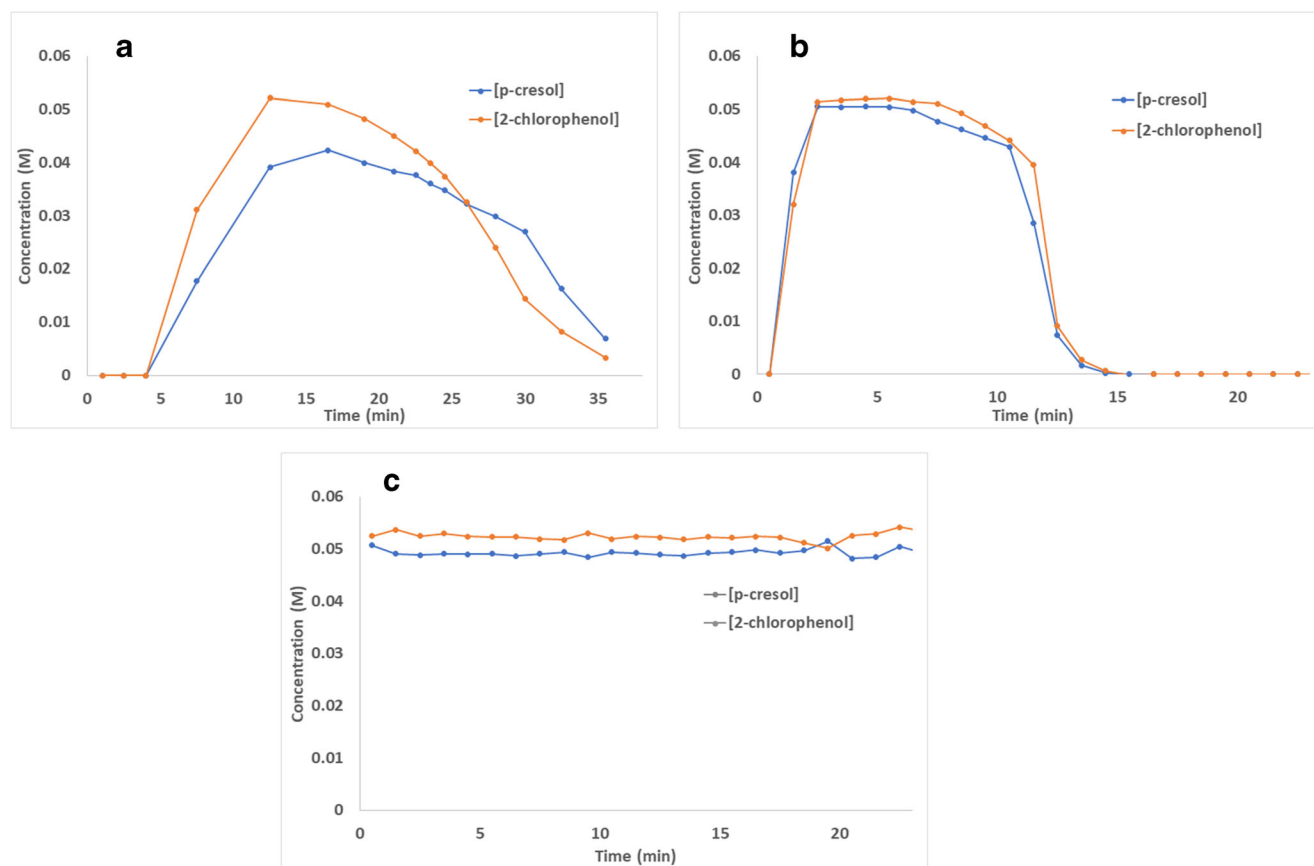 a
0.06
0.05
0.04
0.03
0.02
0.01
0
Concentration (M)
[p-cresol]
[2-chlorophenol]
0 5 10 15 20 25 30 35
Time (min)
b
0.06
0.05
0.04
0.03
0.02
0.01
0
Concentration (M)
[p-cresol]
[2-chlorophenol]
0 5 10 15 20
Time (min)
c
0.06
0.05
0.04
0.03
0.02
0.01
0
Concentration (M)
[p-cresol]
[2-chlorophenol]
0 5 10 15 20
Time (min)